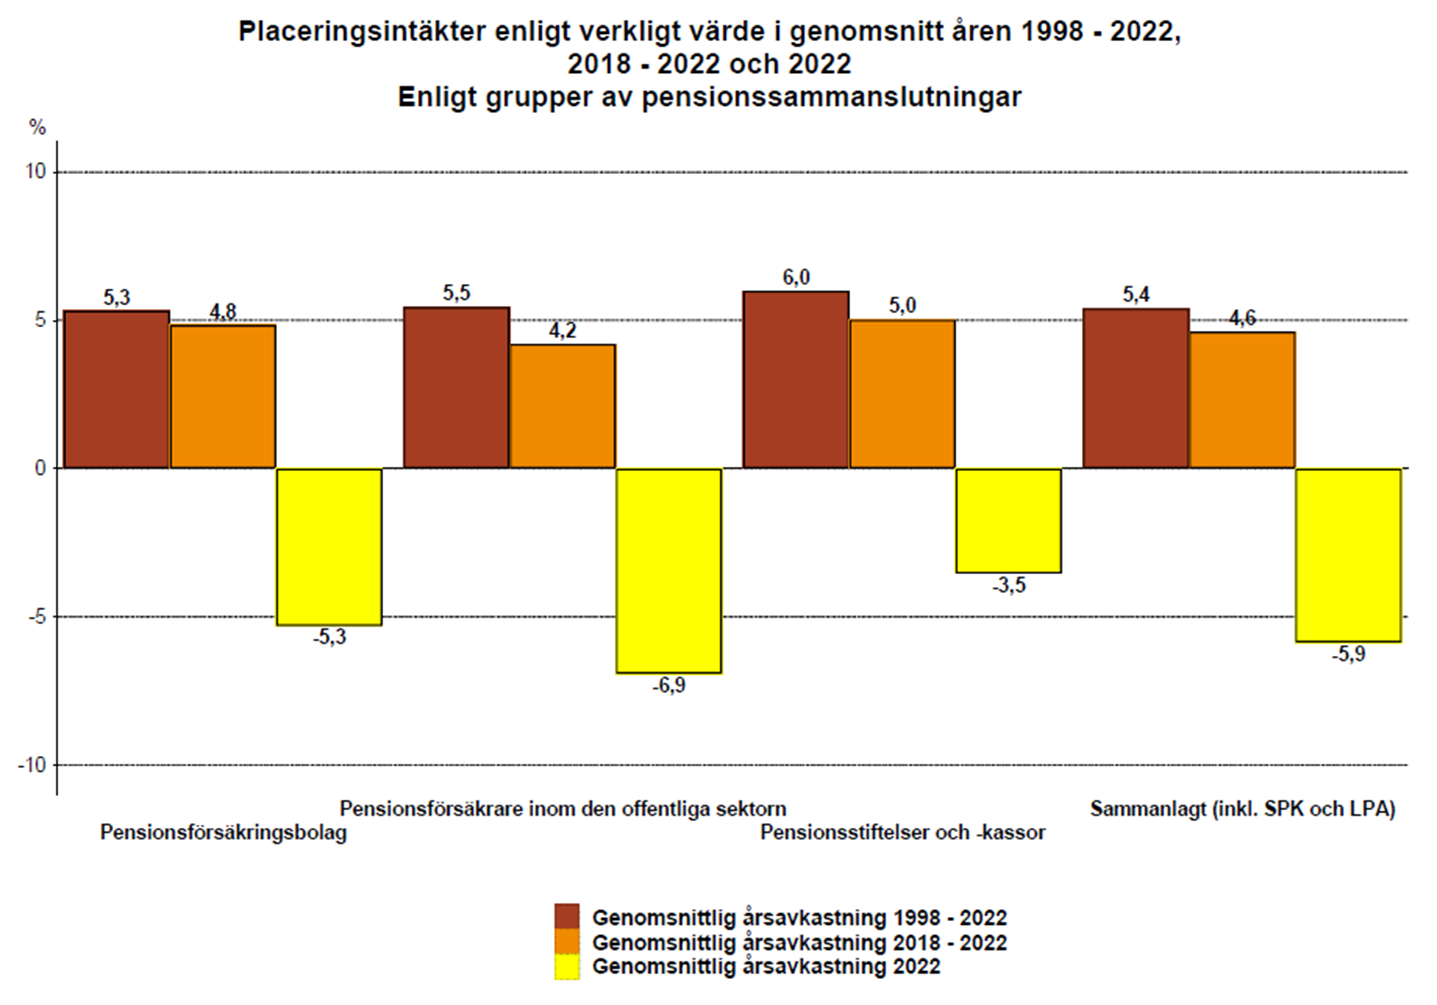 Placeringsintäkter enligt verkligt värde i genomsnitt åren 1998 - 2022,
2018 - 2022 och 2022
Enligt grupper av pensionssammanslutningar
%
10
5
0
-5
-10
5,3
4,8
-5,3
5,5
4,2
-6,9
6,0
5,0
-3,5
5,4
4,6
-5,9
Pensionsförsäkringsbolag
Pensionsförsäkrare inom den offentliga sektorn
Pensionsstiftelser och -kassor
Sammanlagt (inkl. SPK och LPA)
Genomsnittlig årsavkastning 1998 - 2022
Genomsnittlig årsavkastning 2018 - 2022
Genomsnittlig årsavkastning 2022